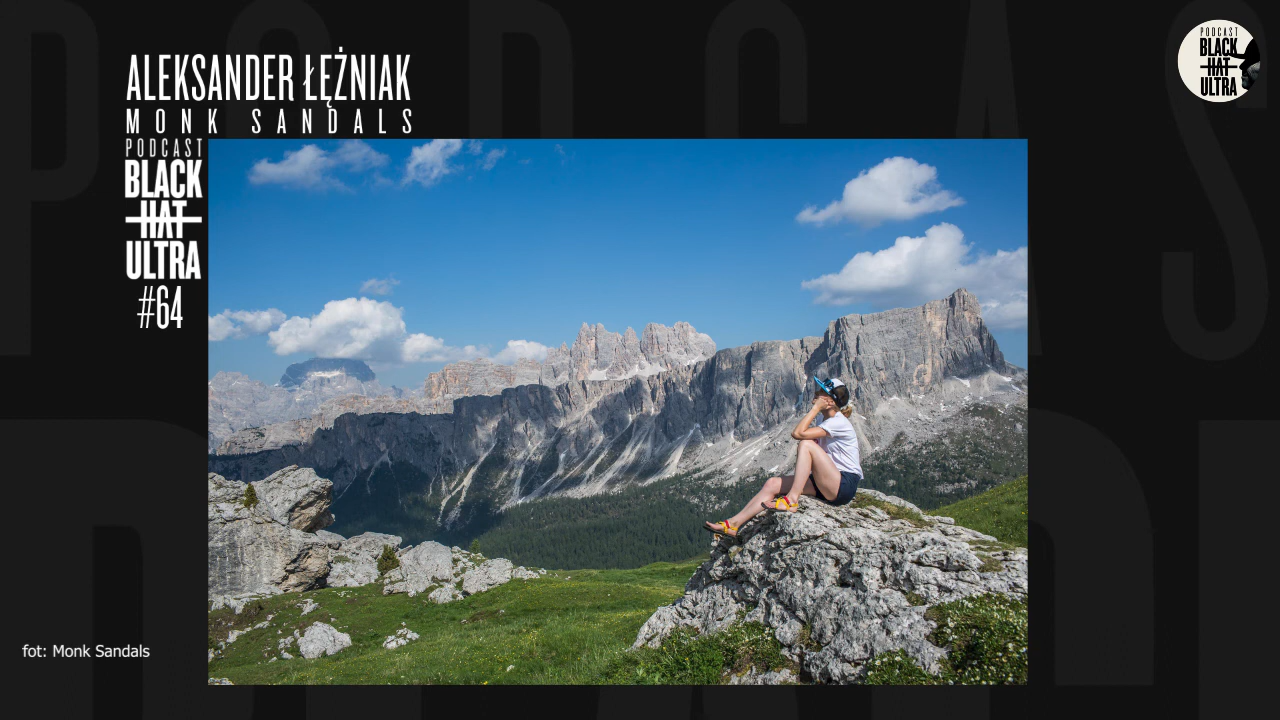 ALEKSANDER ŁĘŻNIAK
MONK SANDALS
PODCAST
BLACK
HAT
ULTRA
#64
PODCAST
BLACK
HAT
ULTRA
fot: Monk Sandals